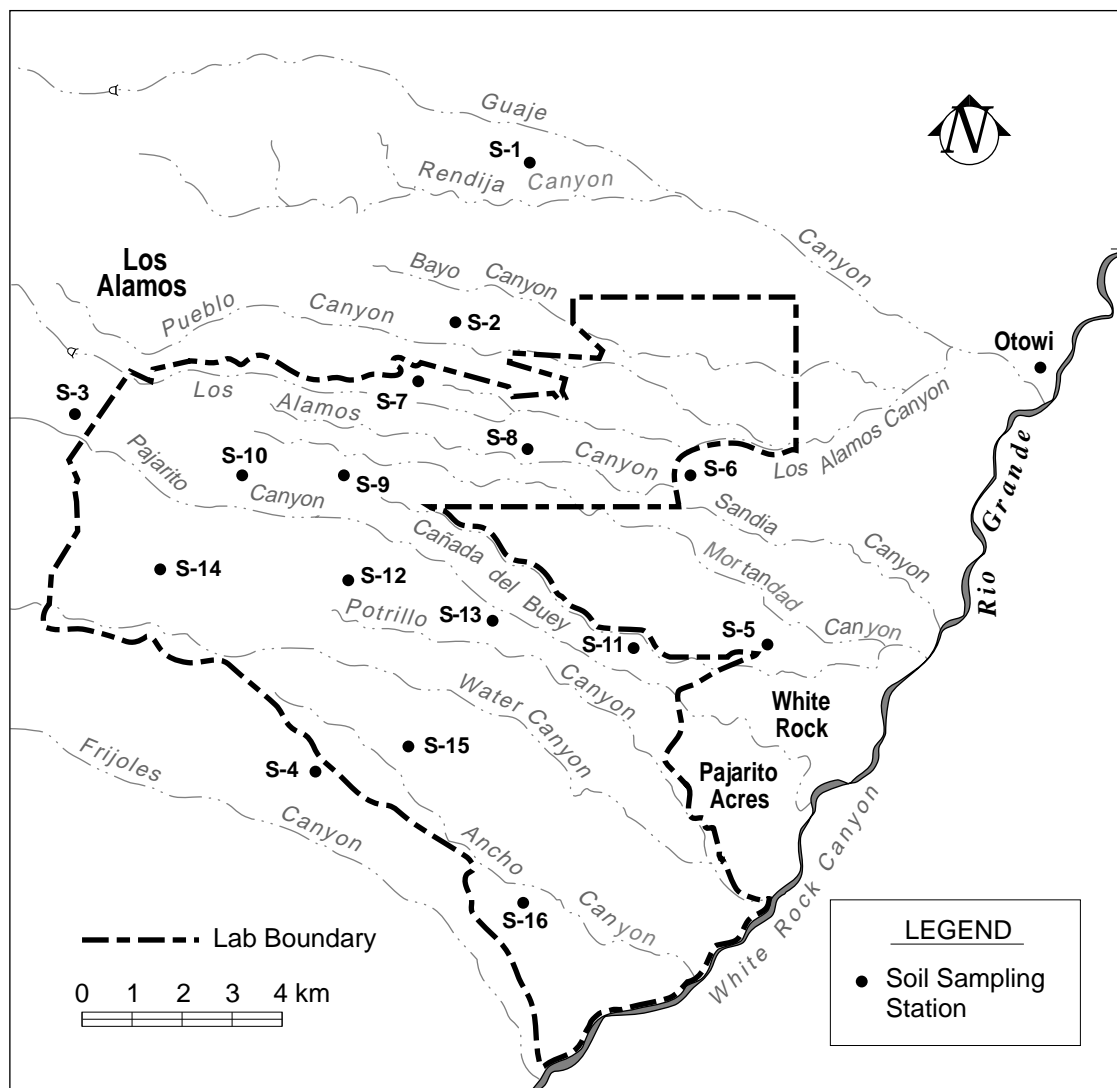 Guaje
S-1
Rendija Canyon
N
Canyon
Los
Alamos
Bayo Canyon
Pueblo Canyon
S-2
Otowi
S-3
Los Alamos
S-7
S-8
Canyon
S-6
Los Alamos Canyon
Pajarito
Canyon
S-10
S-9
Sandia
Canyon
Rio Grande
Cañada del Buey
Mortandad
Canyon
S-14
S-12
S-13
Potrillo
S-11
S-5
Canyon
Water Canyon
White
Rock
S-15
S-4
Frijoles
Canyon
Pajarito
Acres
Ancho
Canyon
S-16
White Rock Canyon
Lab Boundary
0 1 2 3 4 km
LEGEND
Soil Sampling
Station